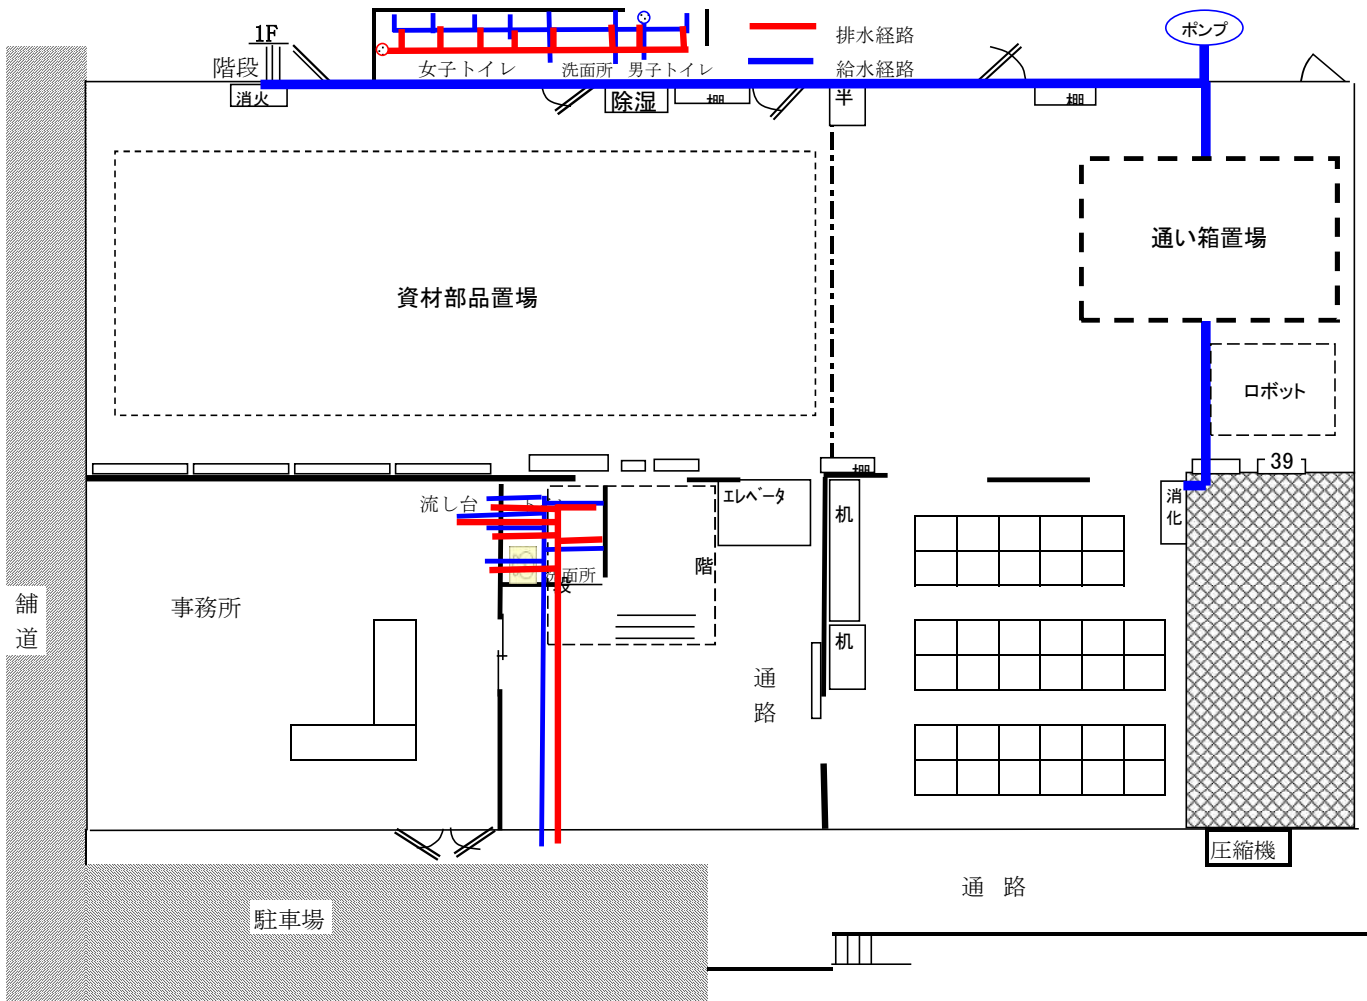 1F
階段
消火
女子トイレ
洗面所
男子トイレ
排水経路
給水経路
ポンプ
除湿
棚
半
棚
通い箱置場
資材部品置場
ロボット
39
棚
エレベータ
流し台
机
消
化
階
洗面所
段
事務所
舗
道
机
通
路
圧縮機
通 路
駐車場